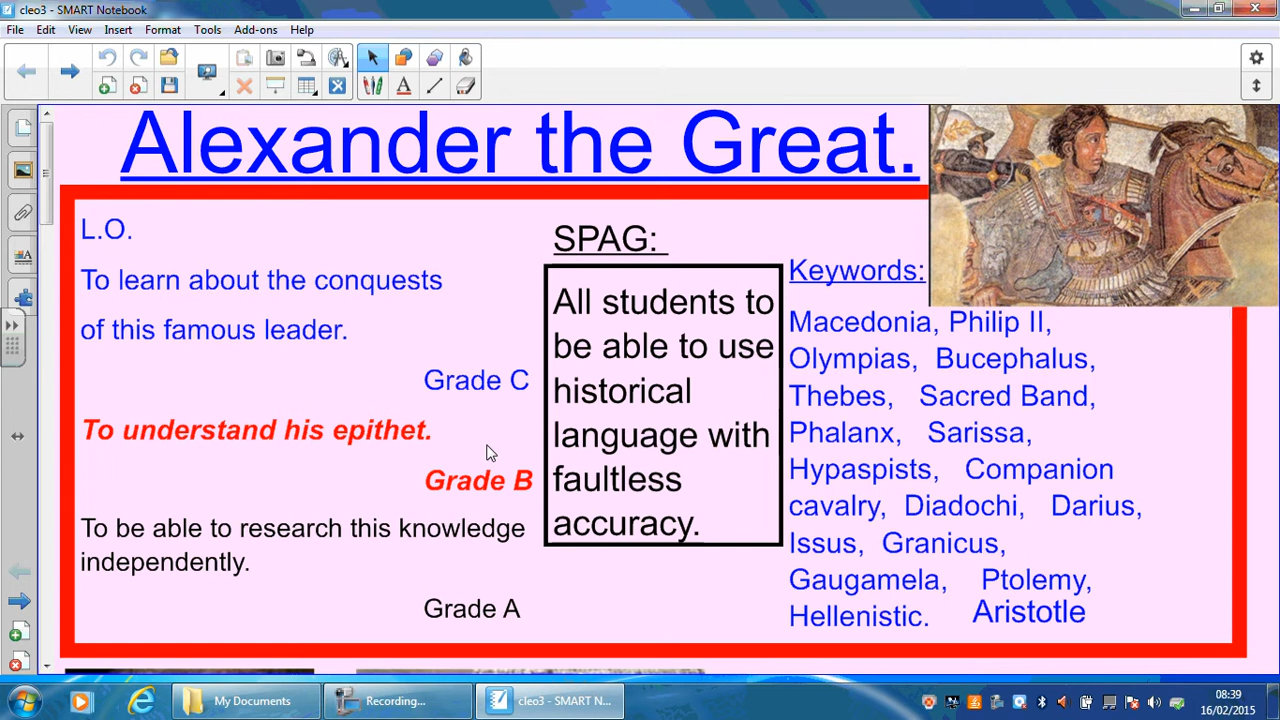 cleo3 - SMART Notebook
File Edit View Insert Format Tools Add-ons Help
Alexander the Great.
L.O.
To learn about the conquests
of this famous leader.
Grade C
To understand his epithet.
Grade B
To be able to research this knowledge
independently.
Grade A
SPAG:
All students to
be able to use
historical
language with
faultless
accuracy.
Keywords:
Macedonia, Philip II,
Olympias, Bucephalus,
Thebes, Sacred Band,
Phalanx, Sarissa,
Hypaspists, Companion
cavalry, Diadochi, Darius,
Issus, Granicus,
Gaugamela, Ptolemy,
Hellenistic. Aristotle
My Documents
Recording...
cleo3 - SMART N...
08:39
16/02/2015